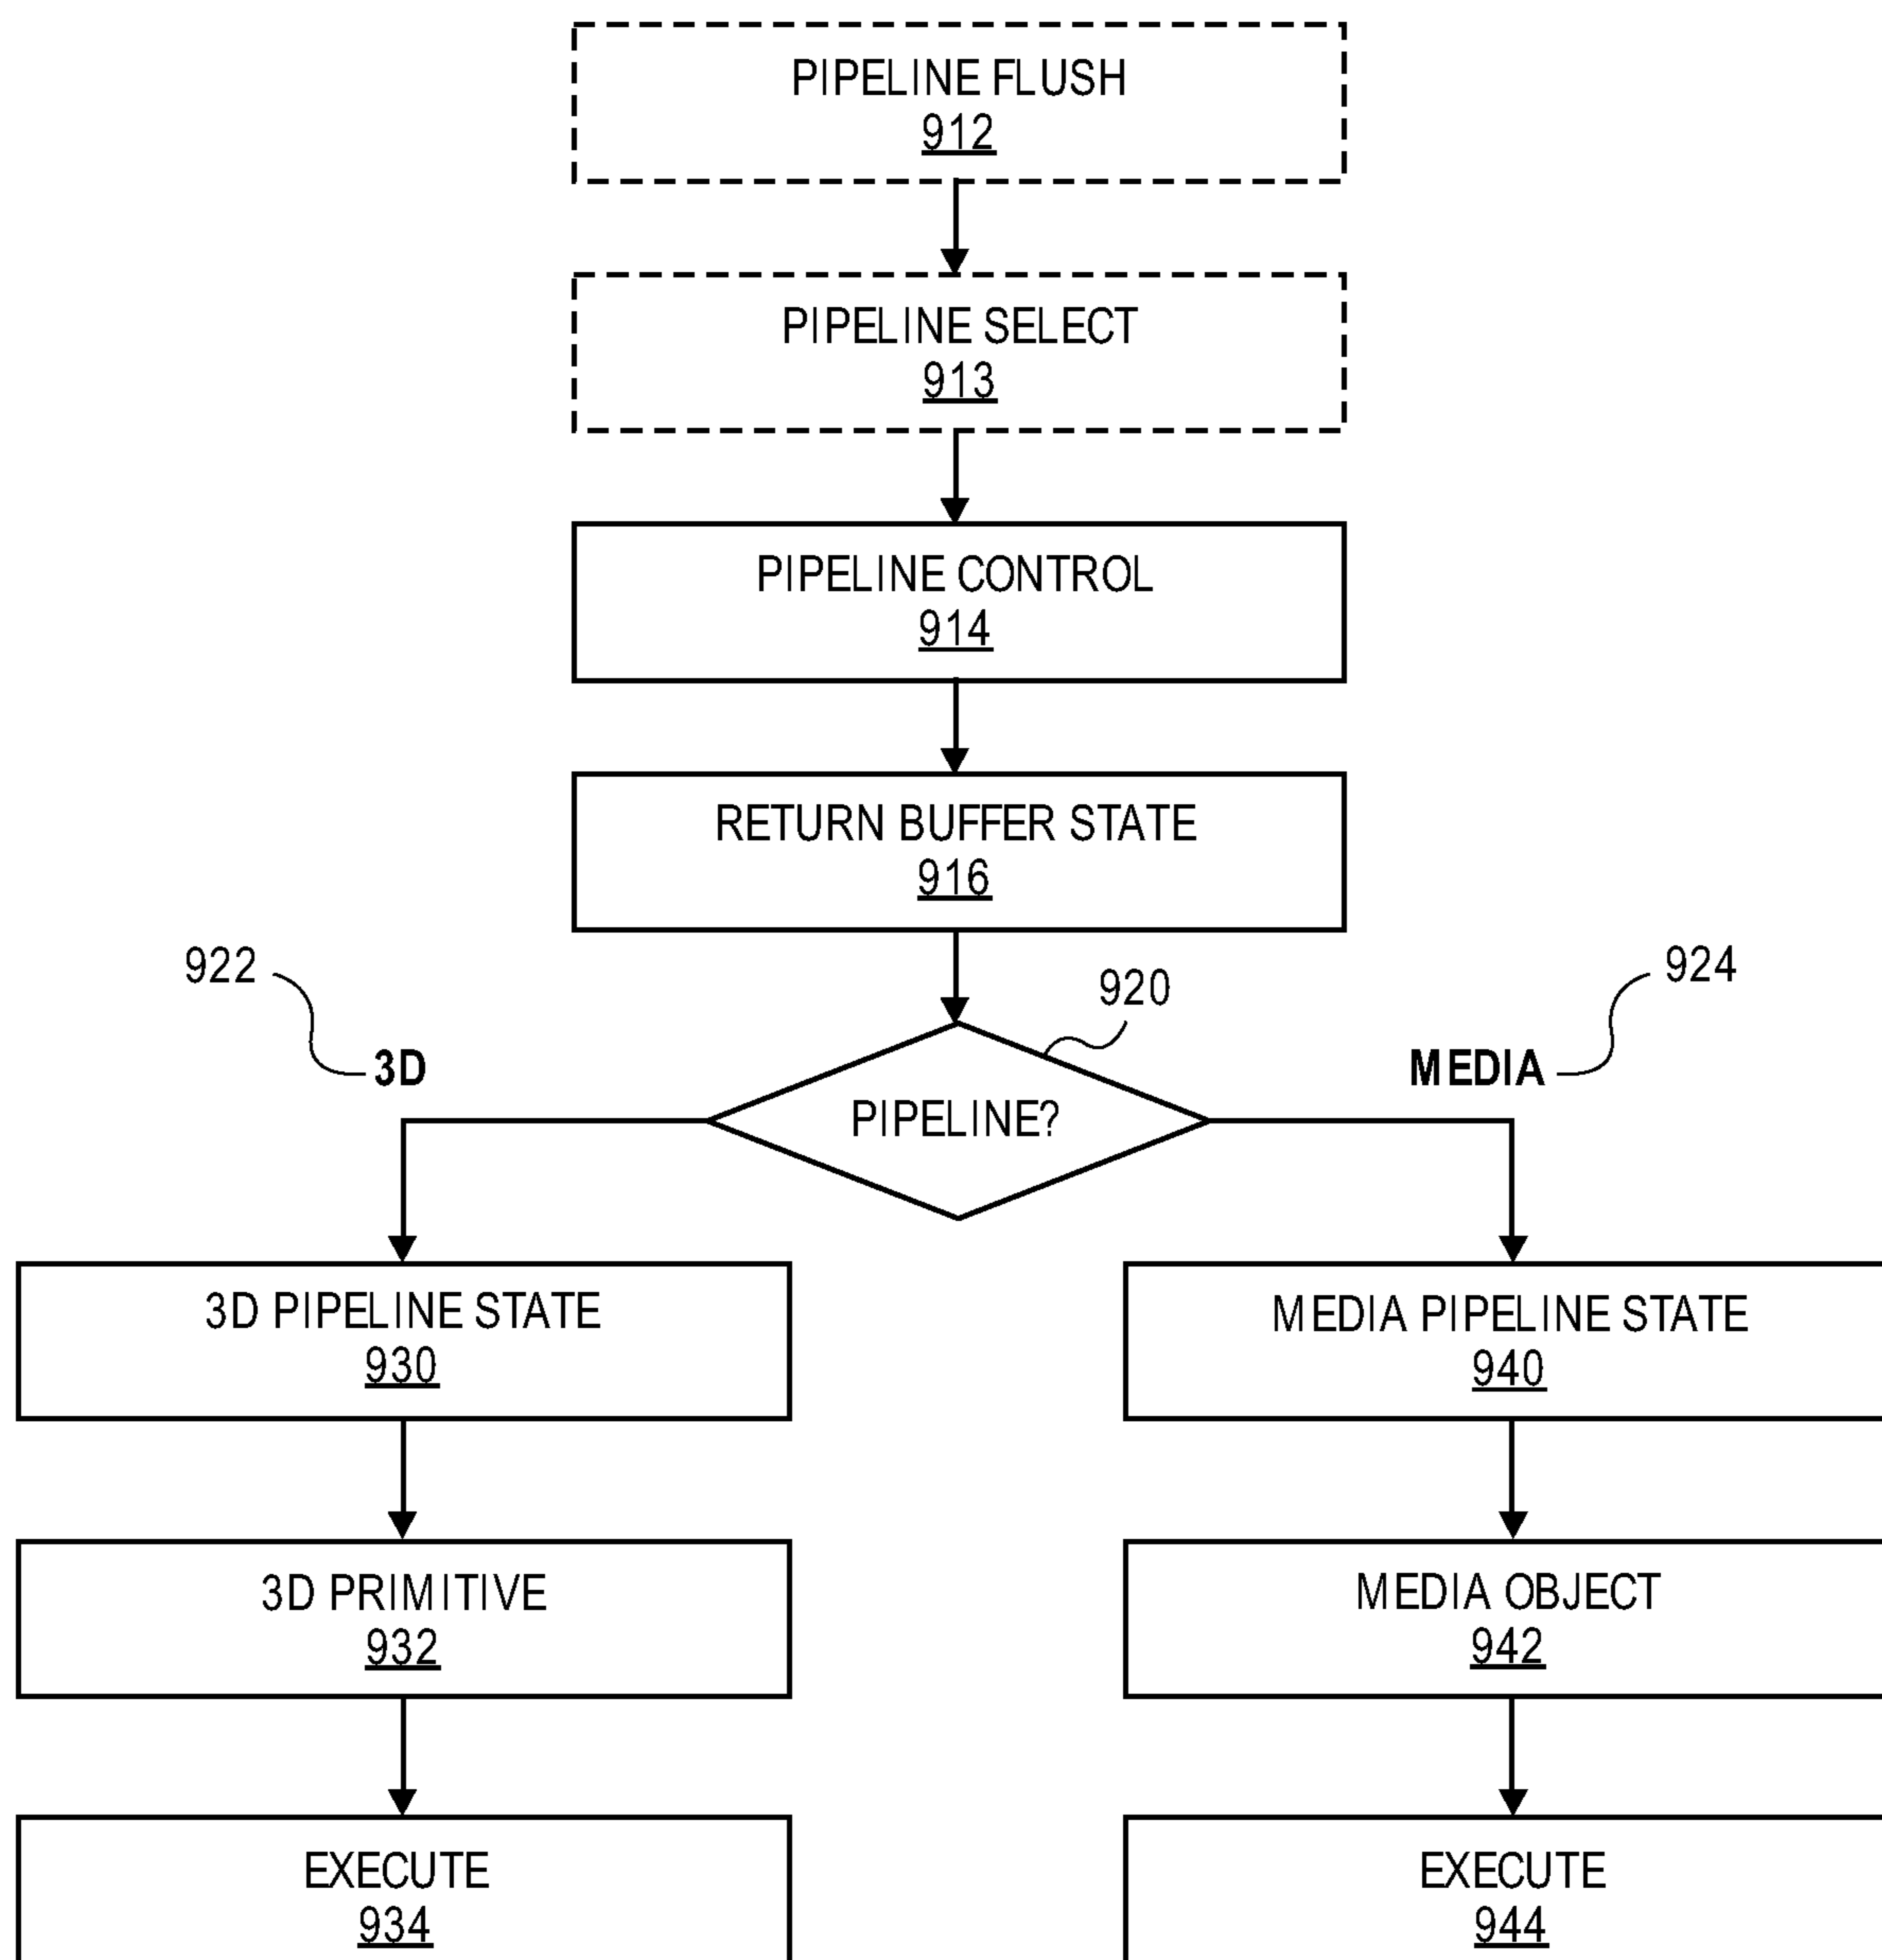 PIPELINE FLUSH
912
PIPELINE SELECT
913
PIPELINE CONTROL
914
RETURN BUFFER STATE
916
922
920
924
3D
MEDIA
PIPELINE?
3D PIPELINE STATE
930
MEDIA PIPELINE STATE
940
3D PRIMITIVE
932
MEDIA OBJECT
942
EXECUTE
934
EXECUTE
944